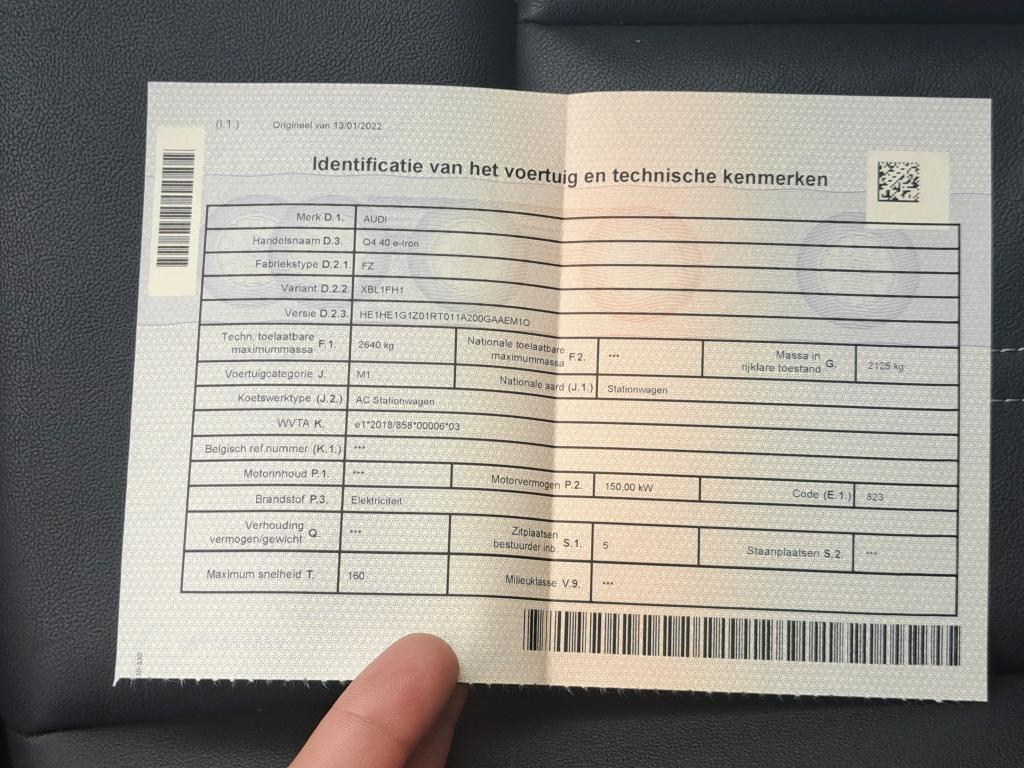 (I.1.) Origineel van 13/01/2022
Identificatie van het voertuig en technische kenmerken
Merk D.1. AUDI
Handelsnaam D.3. Q4 40 e-tron
Fabriekstype D.2.1. FZ
Variant D.2.2. XBL1FH1
Versie D.2.3. HE1HE1G1Z01RT011A200GAAEM1O
Techn. toelaatbare maximummassa F.1. 2640 kg Nationale toelaatbare maximummassa F.2. *** Massa in rijklare toestand G. 2125 kg
Voertuigcategorie J. M1 Nationale aard (J.1.) Stationwagen
Koetswerktype (J.2.) AC Stationwagen
WVTA K. e1*2018/858*00006*03
Belgisch ref.nummer (K.1.) ***
Motorinhoud P.1. *** Motorvermogen P.2. 150,00 kW Code (E.1.) 823
Brandstof P.3. Elektriciteit
Verhouding vermogen/gewicht Q. *** Zitplaatsen bestuurder inb. S.1. 5 Staanplaatsen S.2. ***
Maximum snelheid T. 160 Milieuklasse V.9. ***